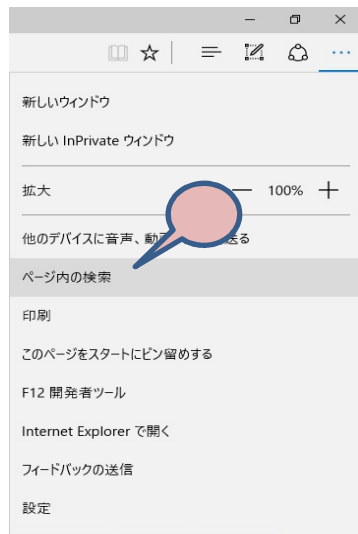 新しいウィンドウ
新しい InPrivate ウィンドウ
拡大 — 100% +
他のデバイスに音声、動 送る
ページ内の検索
印刷
このページをスタートにピン留めする
F12 開発者ツール
Internet Explorer で開く
フィードバックの送信
設定